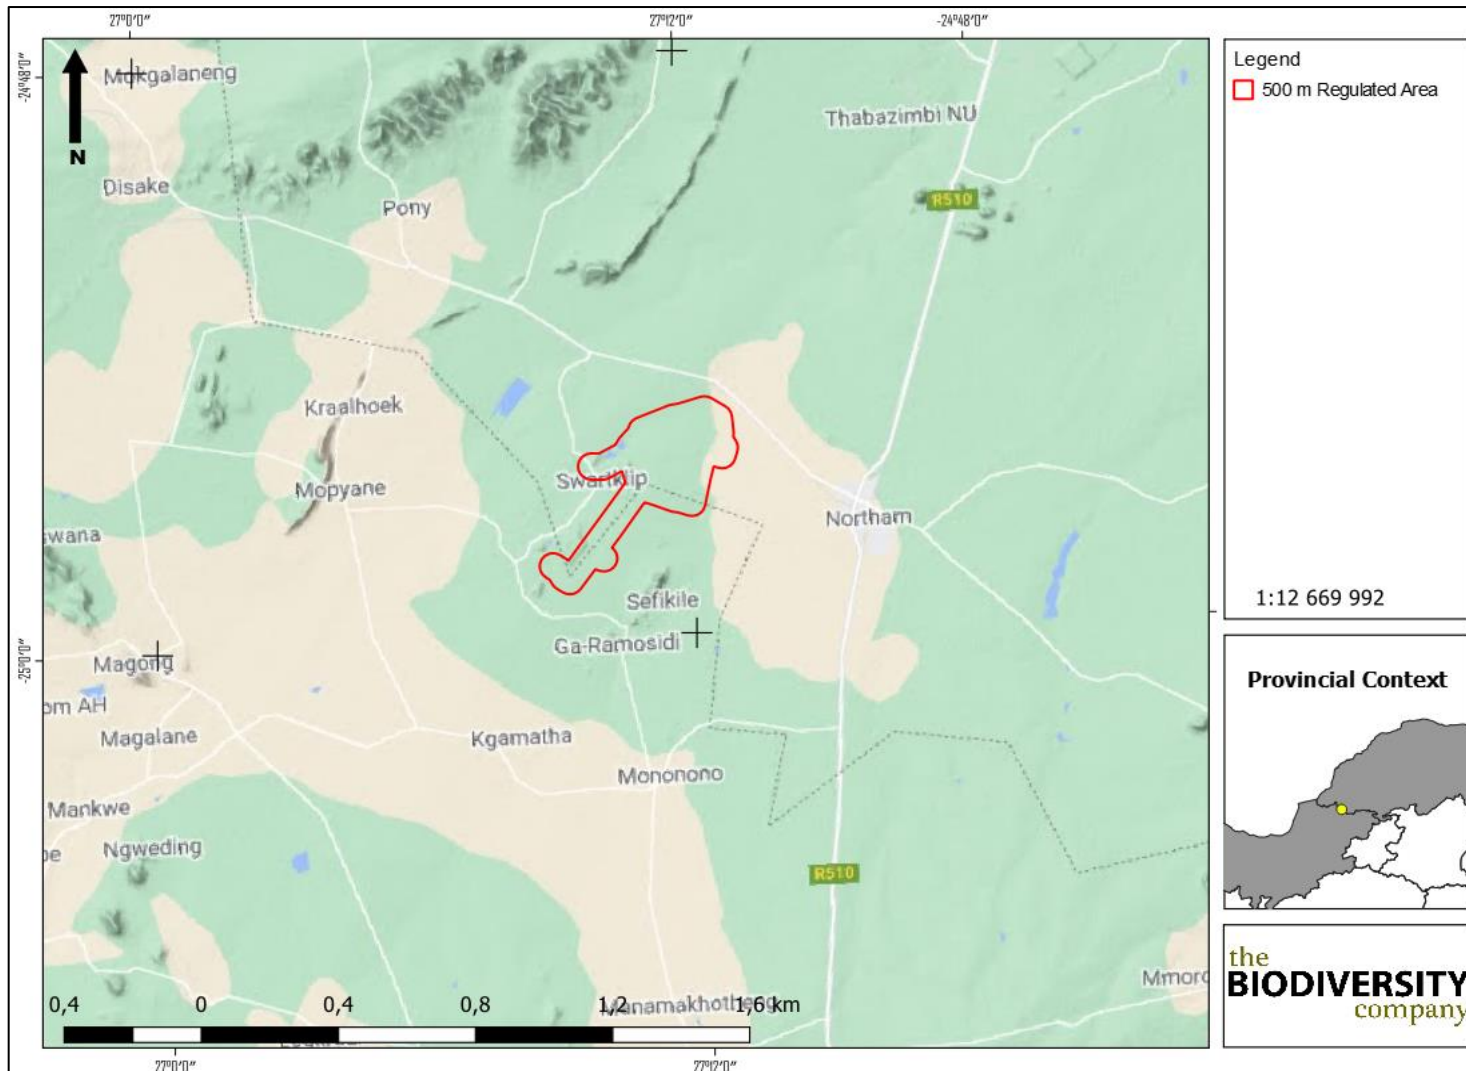 27°0'0"
27°12'0"
-24°48'0"
-24°48'0"
N
Mokgalaneng
Disake
Pony
Thabazimbi NU
R510
Kraalhoek
Mopyane
Swartklip
Northam
swana
Sefikile
Ga-Ramosidi
-25°0'0"
Magong
om AH
Magalane
Kgamatha
Mononono
Mankwe
Ngweding
R510
Mmoro
Manamakhotheng
0,4
0
0,4
0,8
1,2
1,6 km
27°0'0"
27°12'0"
Legend
500 m Regulated Area
1:12 669 992
Provincial Context
the
BIODIVERSITY
company